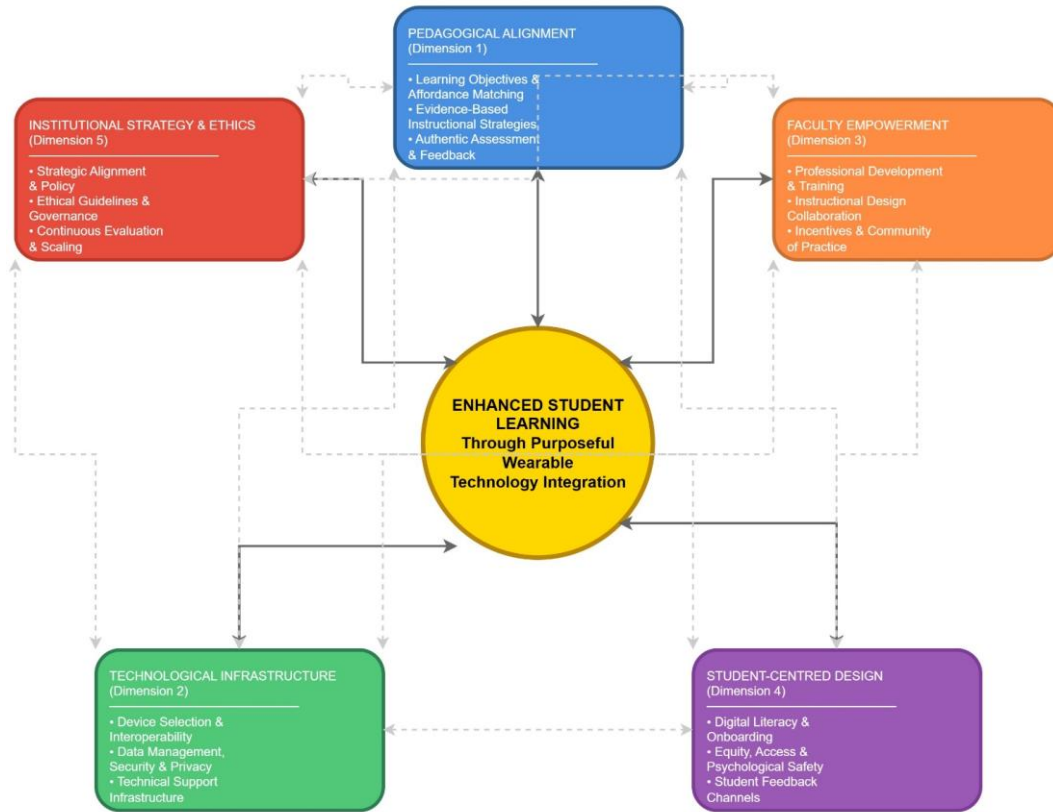 PEDAGOGICAL ALIGNMENT
(Dimension 1)
• Learning Objectives &
Affordance Matching
• Evidence-Based
Instructional Strategies
• Authentic Assessment
& Feedback
INSTITUTIONAL STRATEGY & ETHICS
(Dimension 5)
• Strategic Alignment
& Policy
• Ethical Guidelines &
Governance
• Continuous Evaluation
& Scaling
FACULTY EMPOWERMENT
(Dimension 3)
• Professional Development
& Training
• Instructional Design
Collaboration
• Incentives & Community
of Practice
ENHANCED STUDENT
LEARNING
Through Purposeful
Wearable
Technology Integration
TECHNOLOGICAL INFRASTRUCTURE
(Dimension 2)
• Device Selection &
Interoperability
• Data Management,
Security & Privacy
• Technical Support
Infrastructure
STUDENT-CENTRED DESIGN
(Dimension 4)
• Digital Literacy &
Onboarding
• Equity, Access &
Psychological Safety
• Student Feedback
Channels